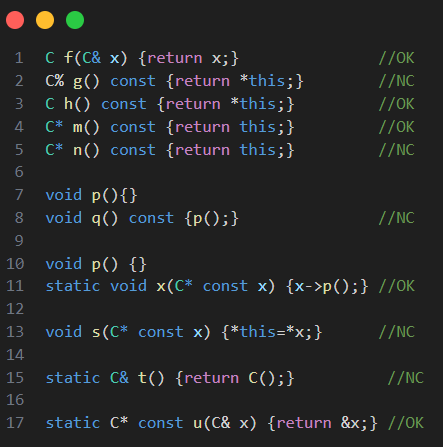 1 C f(C& x) {return x;} //OK
2 C% g() const {return *this;} //NC
3 C h() const {return *this;} //OK
4 C* m() const {return this;} //OK
5 C* n() const {return this;} //NC
6
7 void p(){}
8 void q() const {p();} //NC
9
10 void p() {}
11 static void x(C* const x) {x->p();} //OK
12
13 void s(C* const x) {*this=*x;} //NC
14
15 static C& t() {return C();} //NC
16
17 static C* const u(C& x) {return &x;} //OK